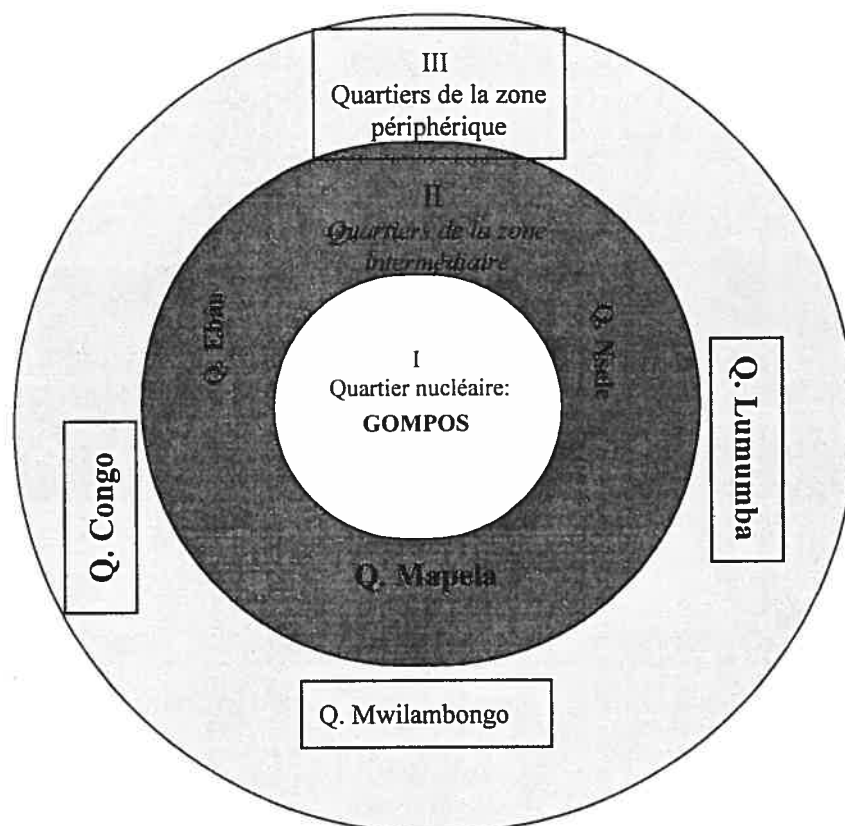 III
Quartiers de la zone
périphérique
II
Quartiers de la zone
Intermédiaire
Q. Ebau
Q. Nsele
I
Quartier nucléaire:
GOMPOS
Q. Lumumba
Q. Congo
Q. Mapela
Q. Mwilambongo